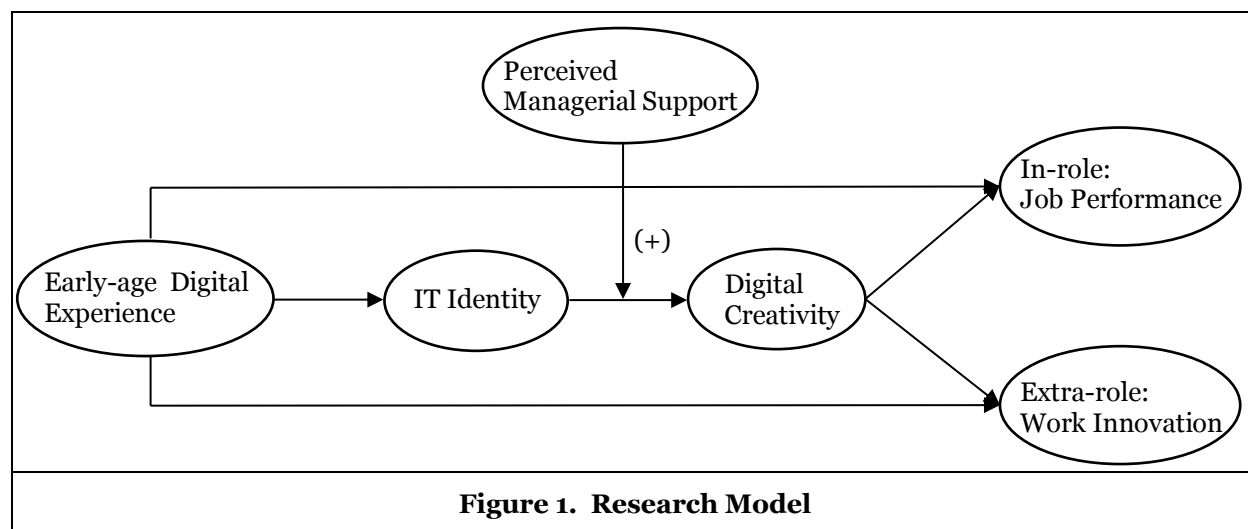 Perceived
Managerial Support
In-role:
Job Performance
(+)
Early-age Digital
Experience
IT Identity
Digital
Creativity
Extra-role:
Work Innovation
Figure 1. Research Model